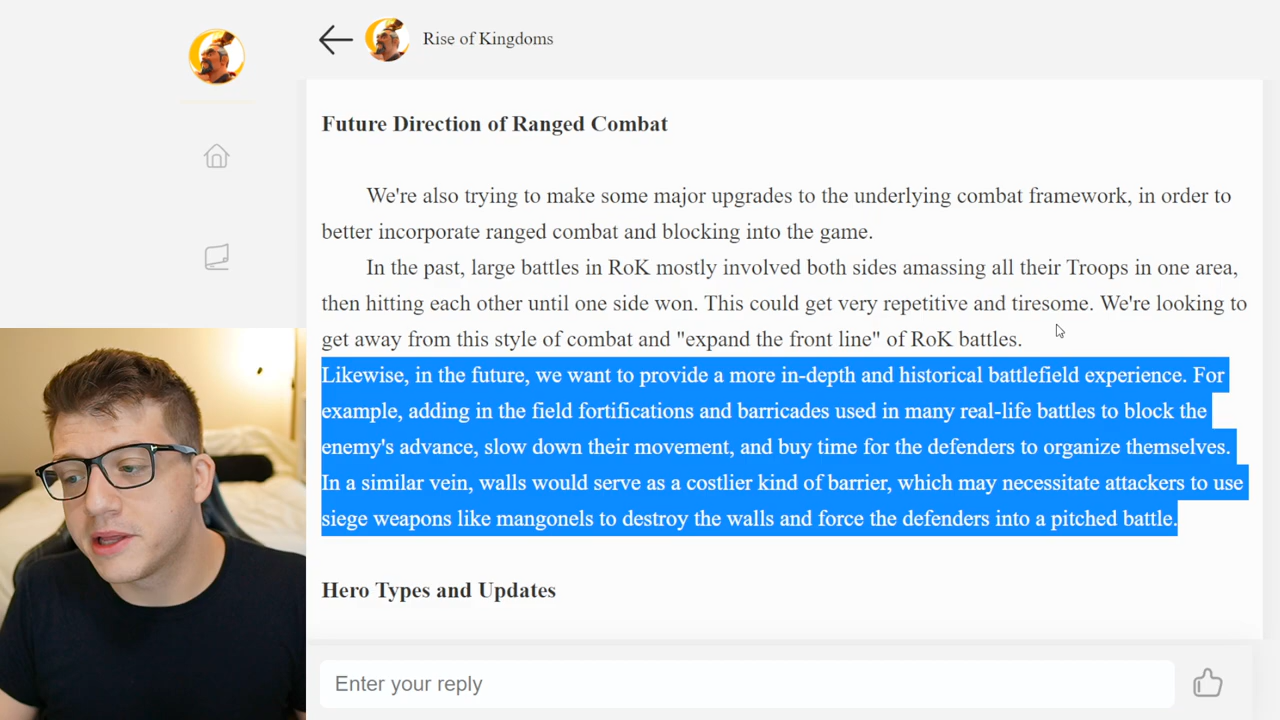 Rise of Kingdoms
Future Direction of Ranged Combat
We're also trying to make some major upgrades to the underlying combat framework, in order to
better incorporate ranged combat and blocking into the game.
In the past, large battles in RoK mostly involved both sides amassing all their Troops in one area,
then hitting each other until one side won. This could get very repetitive and tiresome. We're looking to
get away from this style of combat and "expand the front line" of RoK battles.
Likewise, in the future, we want to provide a more in-depth and historical battlefield experience. For
example, adding in the field fortifications and barricades used in many real-life battles to block the
enemy's advance, slow down their movement, and buy time for the defenders to organize themselves.
In a similar vein, walls would serve as a costlier kind of barrier, which may necessitate attackers to use
siege weapons like mangonels to destroy the walls and force the defenders into a pitched battle.
Hero Types and Updates
Enter your reply